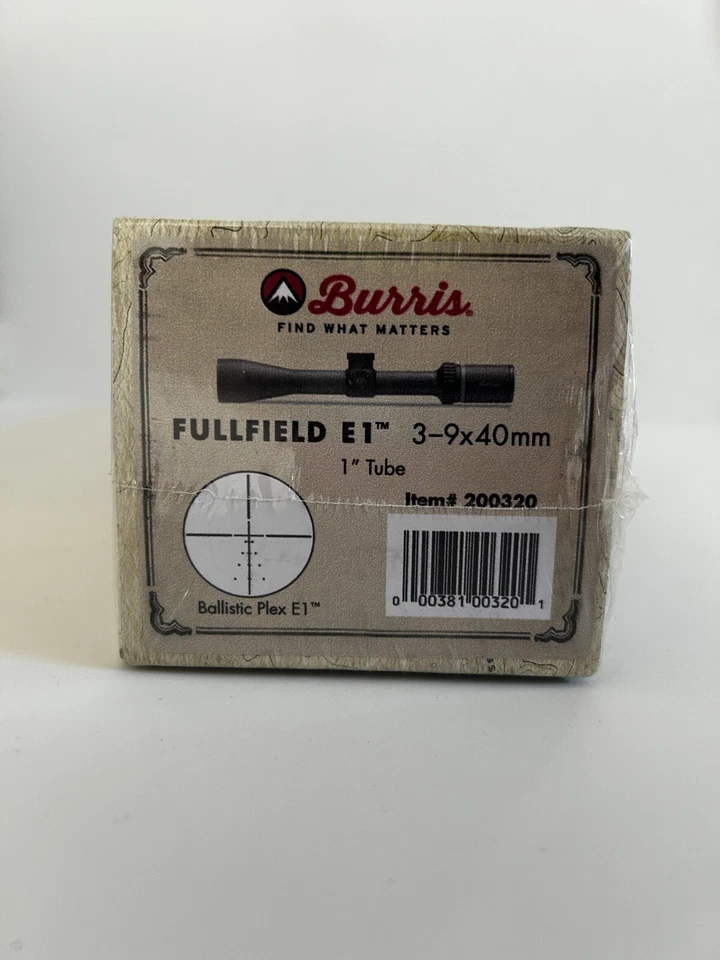 Burris.
FIND WHAT MATTERS
FULLFIELD E1™ 3-9x40mm
1" Tube
Item# 200320
Ballistic Plex E1™
0 00381 00320 1